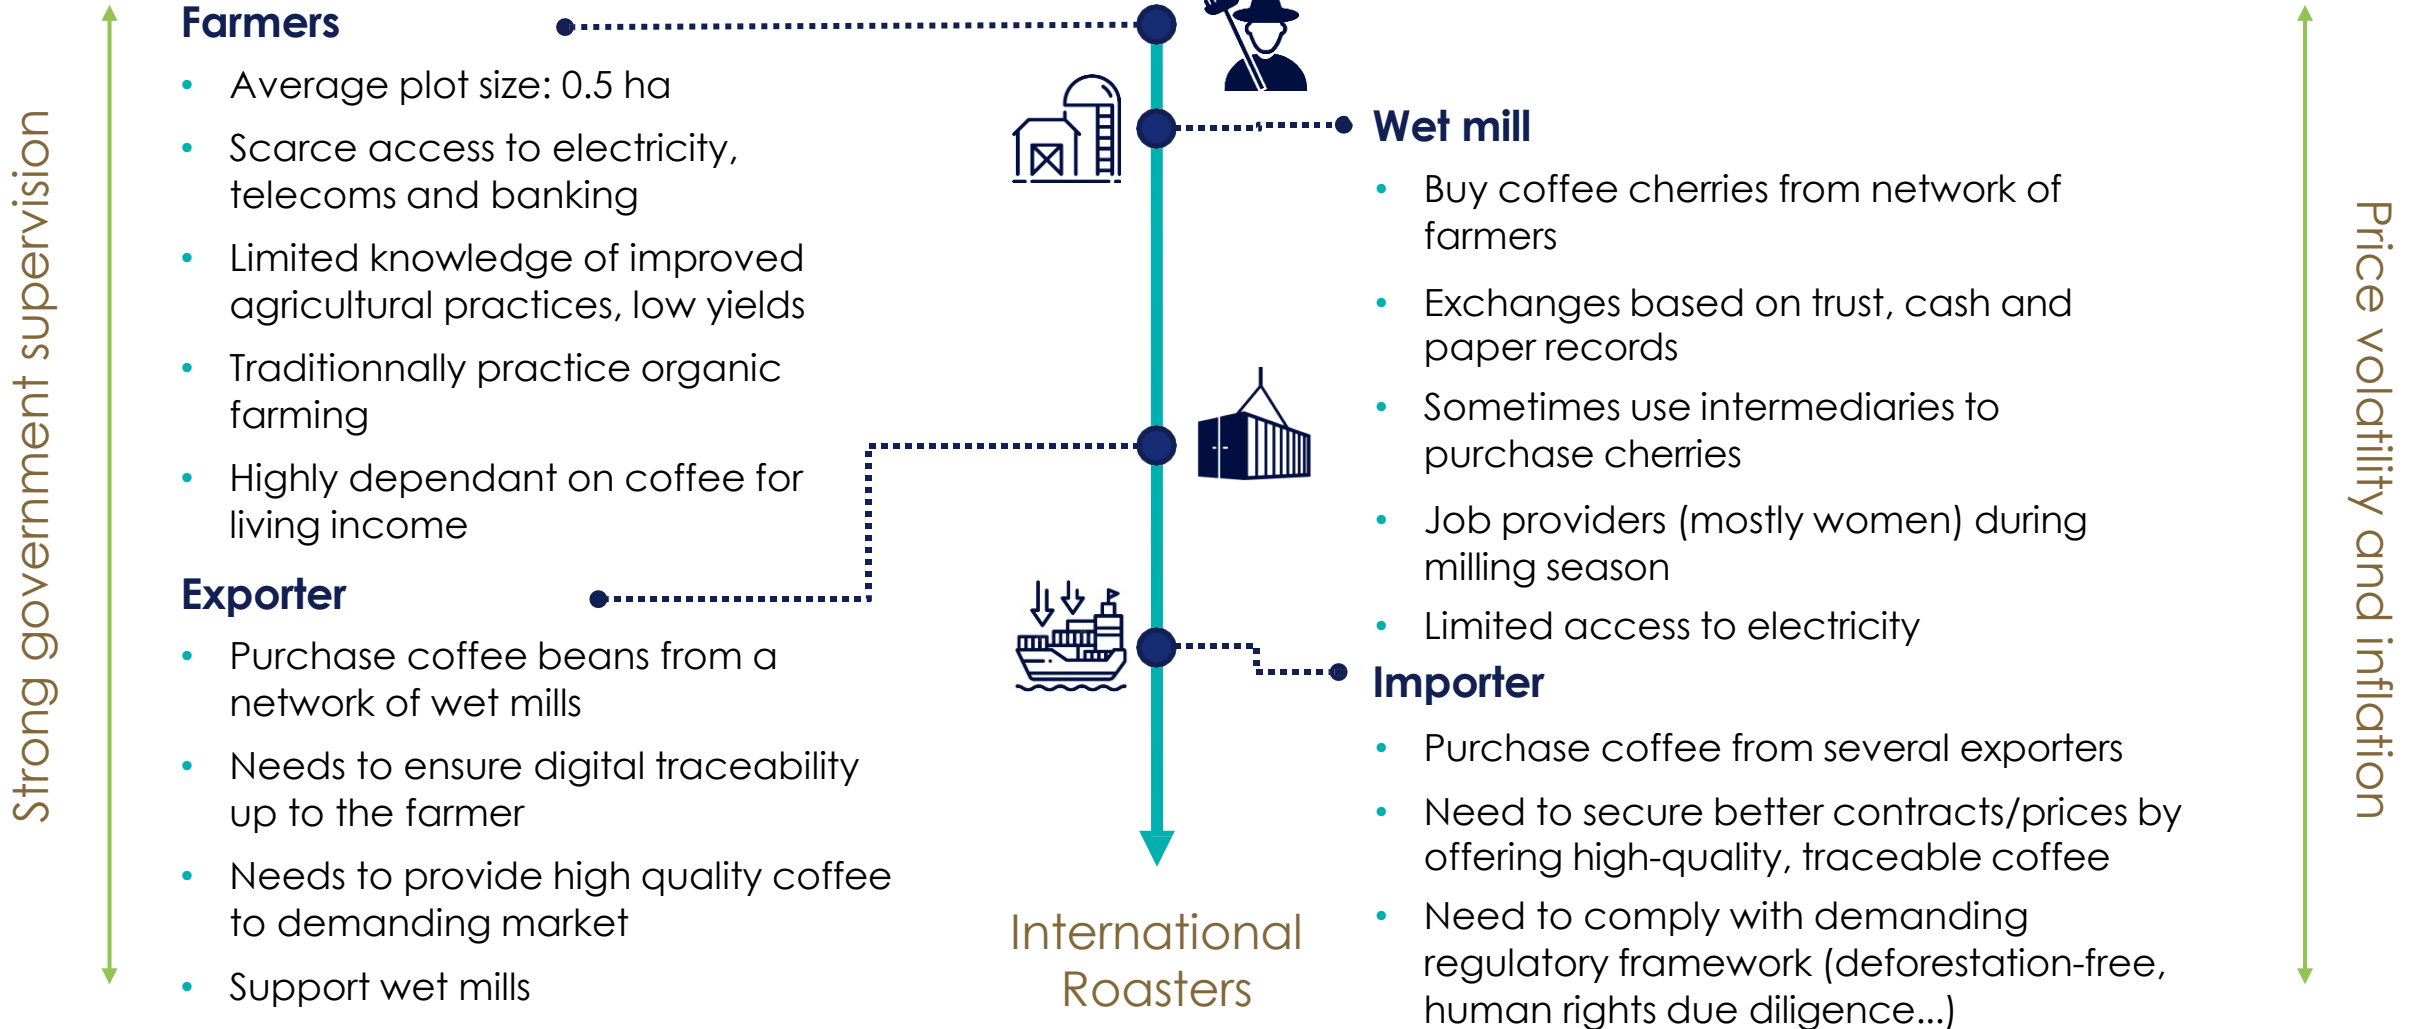 Strong government supervision
Farmers
• Average plot size: 0.5 ha
• Scarce access to electricity,
telecoms and banking
• Limited knowledge of improved
agricultural practices, low yields
• Traditionnally practice organic
farming
• Highly dependant on coffee for
living income
Wet mill
• Buy coffee cherries from network of
farmers
• Exchanges based on trust, cash and
paper records
• Sometimes use intermediaries to
purchase cherries
• Job providers (mostly women) during
milling season
• Limited access to electricity
Exporter
• Purchase coffee beans from a
network of wet mills
• Needs to ensure digital traceability
up to the farmer
• Needs to provide high quality coffee
to demanding market
• Support wet mills
Importer
• Purchase coffee from several exporters
• Need to secure better contracts/prices by
offering high-quality, traceable coffee
• Need to comply with demanding
regulatory framework (deforestation-free,
human rights due diligence...)
International
Roasters
Price volatility and inflation